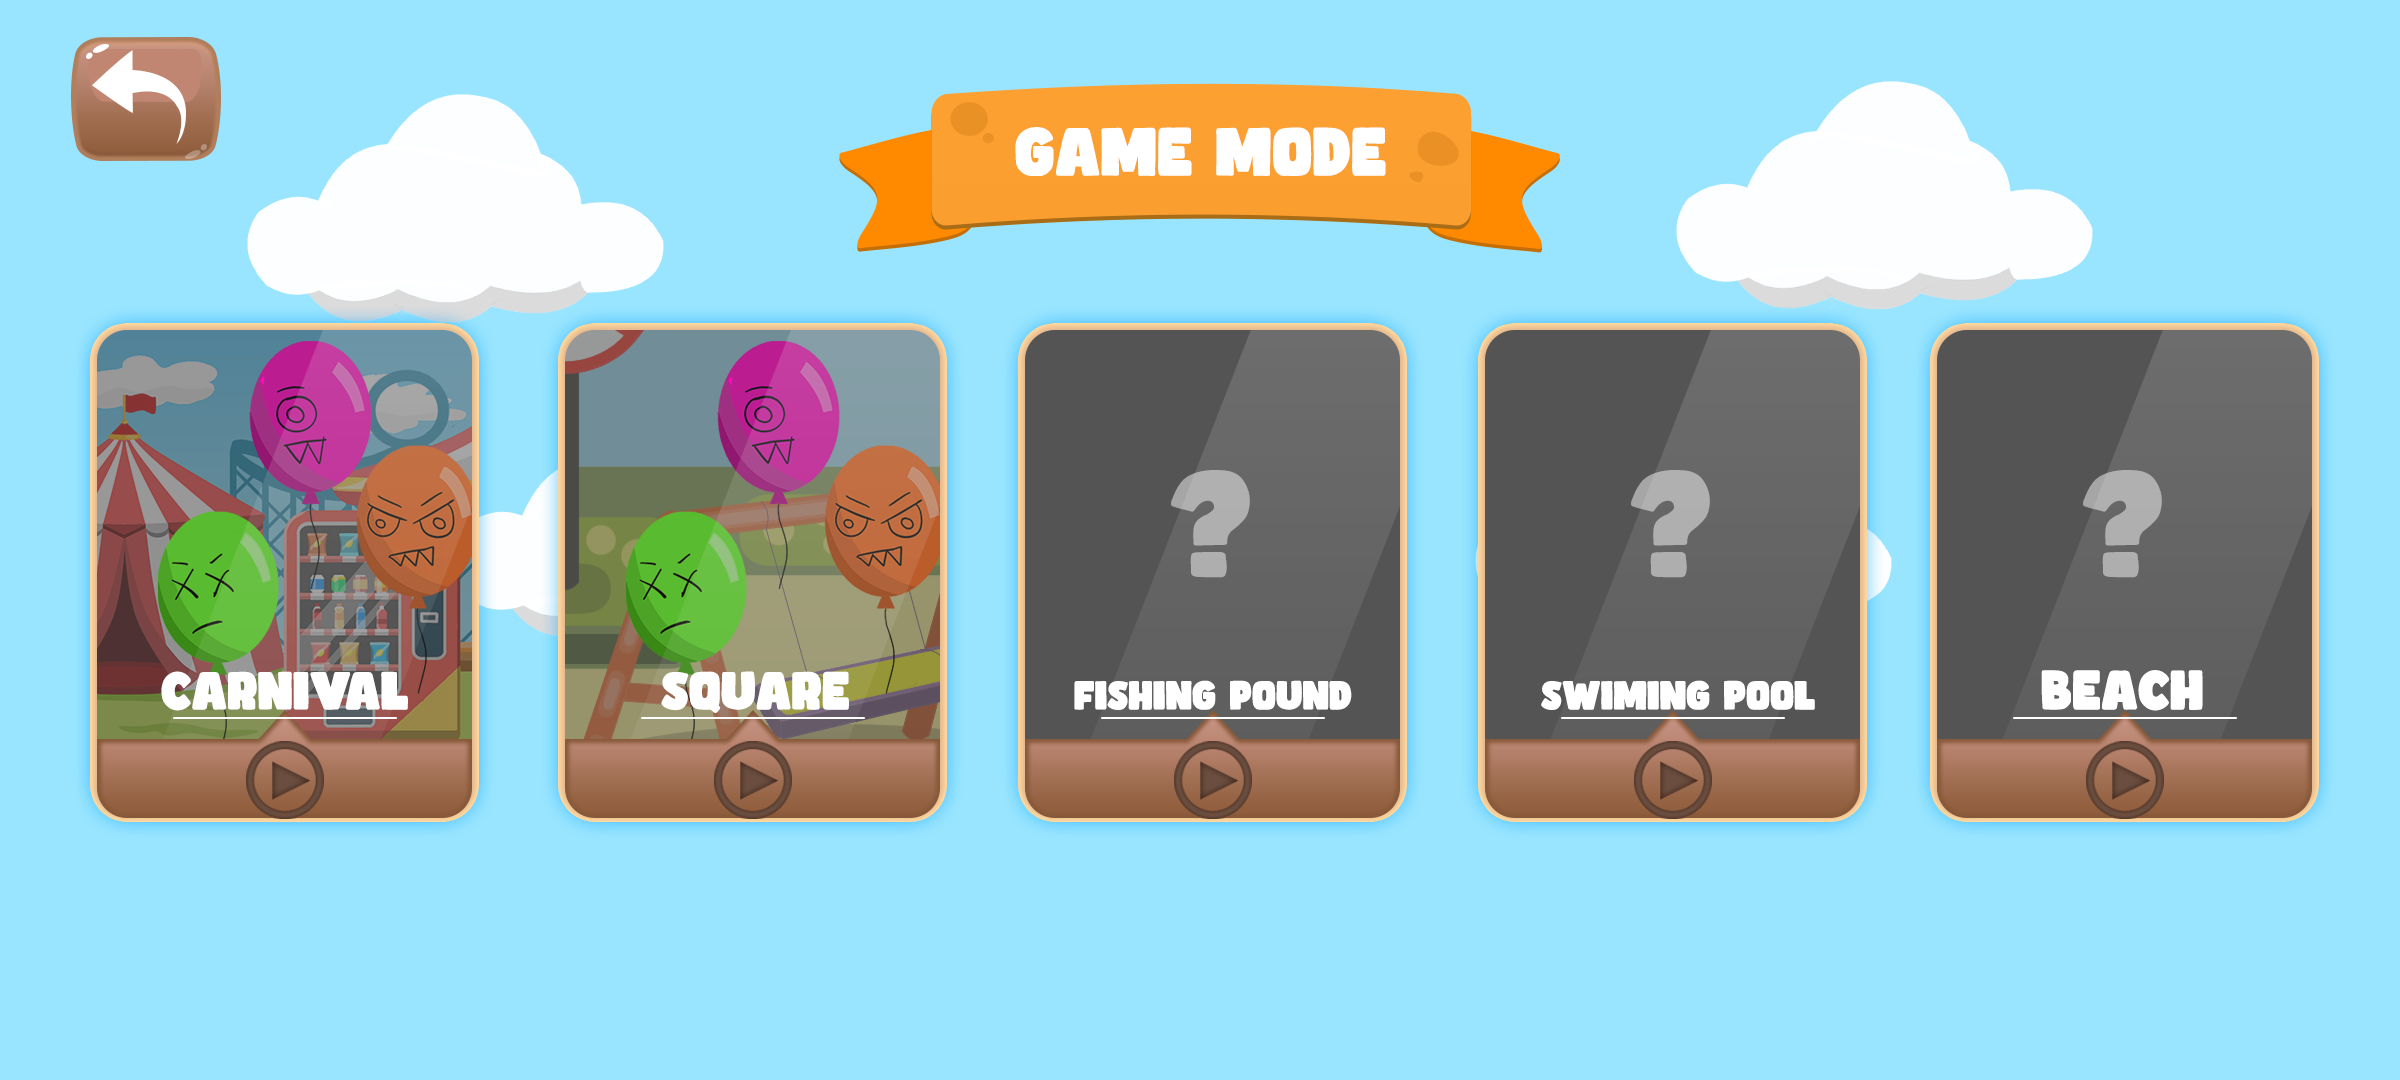 GAME MODE
CARNIVAL
SQUARE
?
FISHING POUND
?
SWIMING POOL
?
BEACH